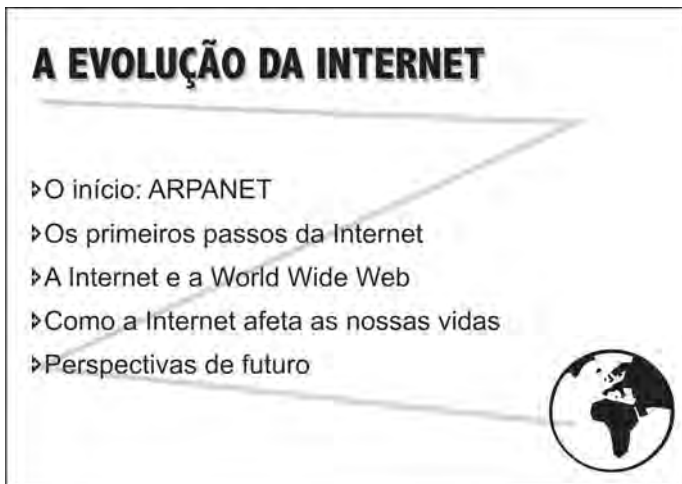 A EVOLUÇÃO DA INTERNET
O início: ARPANET
Os primeiros passos da Internet
A Internet e a World Wide Web
Como a Internet afeta as nossas vidas
Perspectivas de futuro